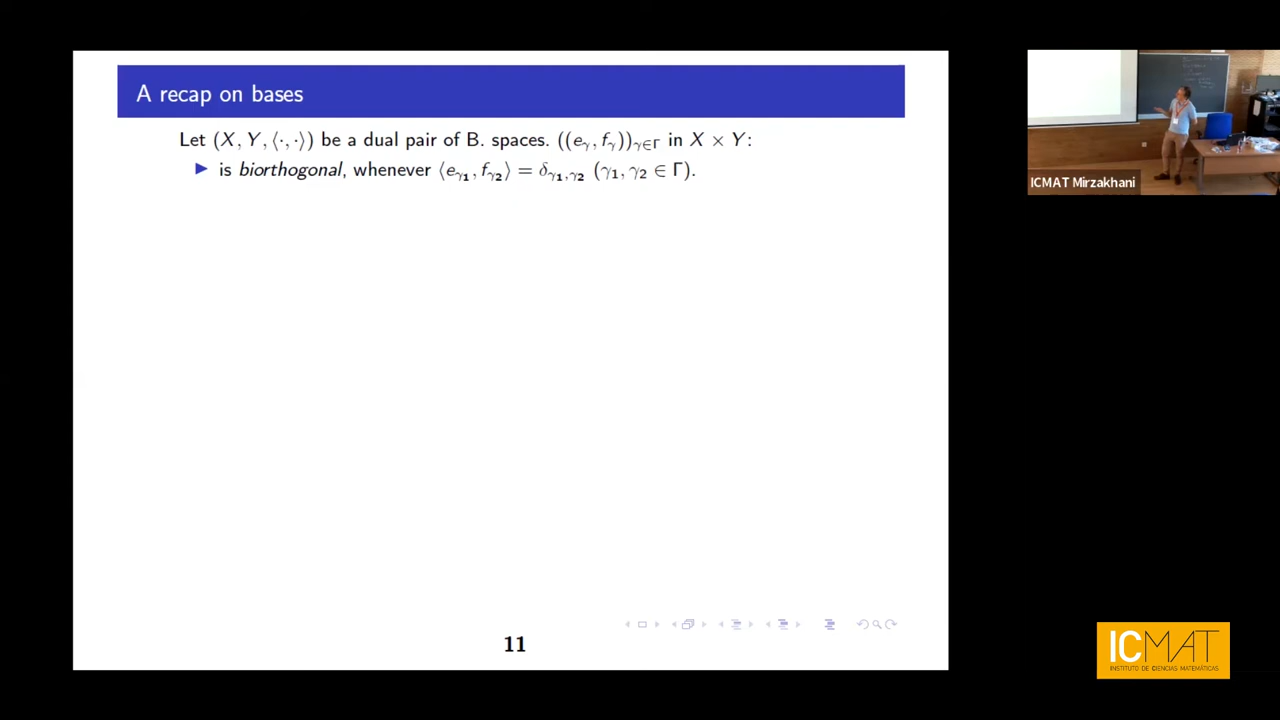 A recap on bases
Let (X, Y, ⟨·, ·⟩) be a dual pair of B. spaces. ((e_γ, f_γ))_{γ∈Γ} in X × Y:
▶ is biorthogonal, whenever ⟨e_{γ₁}, f_{γ₂}⟩ = δ_{γ₁,γ₂} (γ₁, γ₂ ∈ Γ).
11
ICMAT Mirzakhani
ICMAT
INSTITUTO DE CIENCIAS MATEMÁTICAS